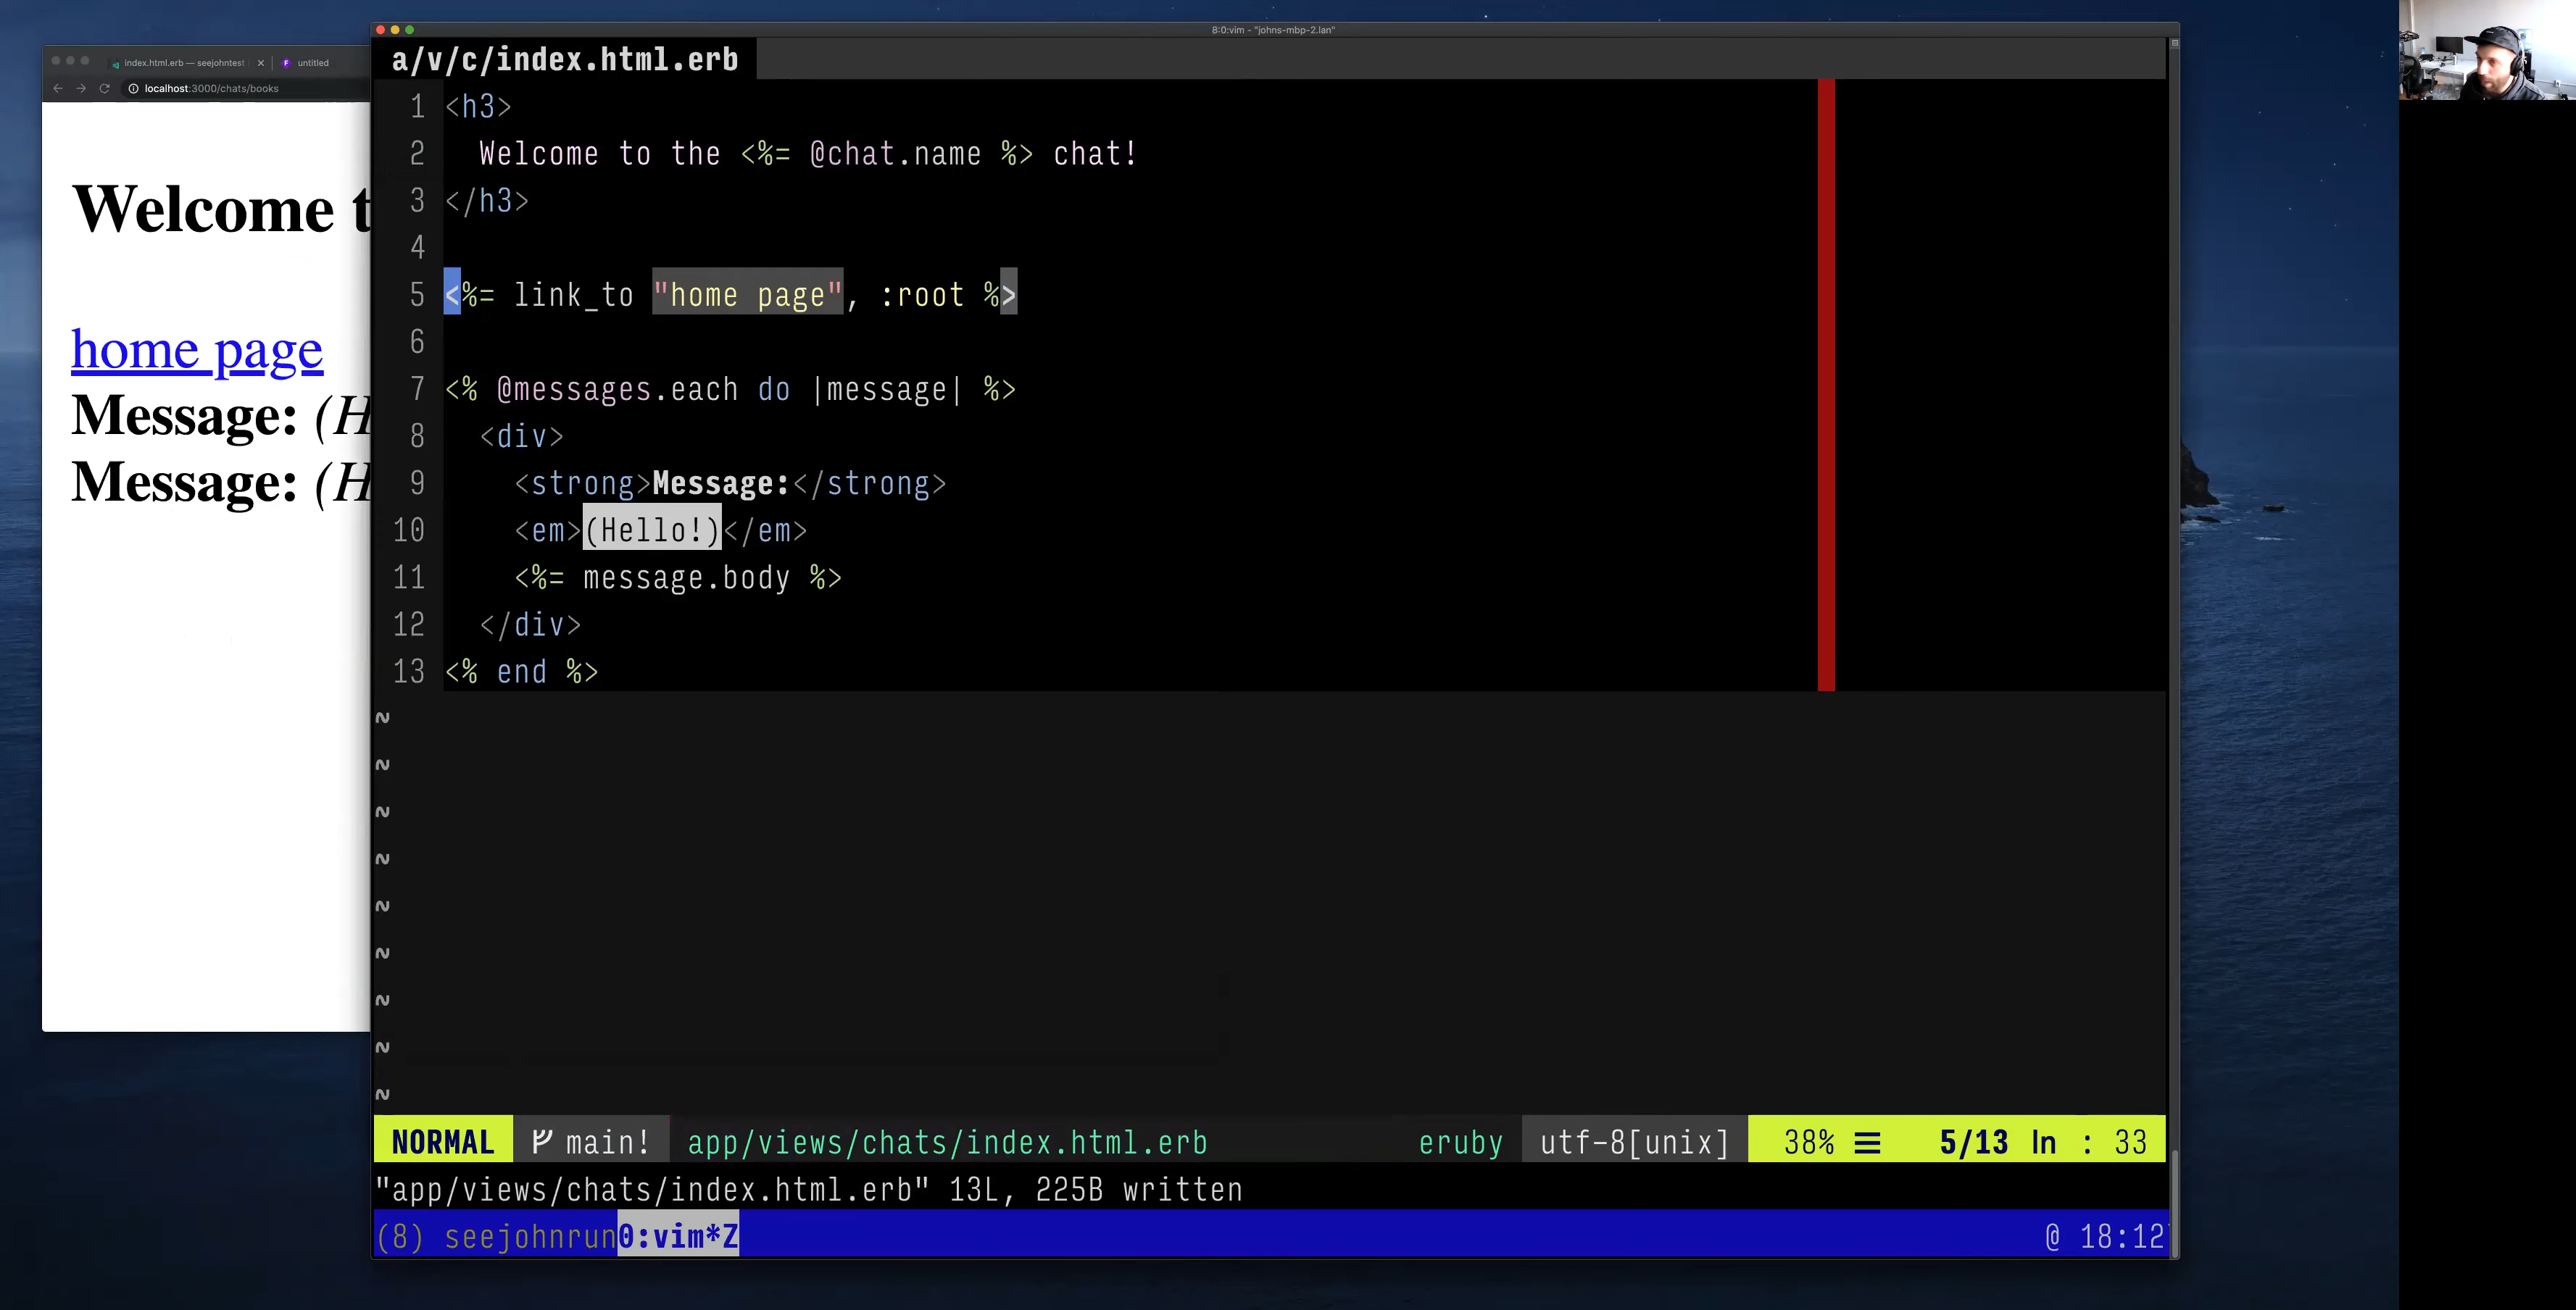 8:0:vim - "johns-mbp-2.lan"
index.html.erb — seejohntest
untitled
localhost:3000/chats/books
Welcome t
home page
Message: (H
Message: (H
a/v/c/index.html.erb
1 <h3>
2   Welcome to the <%= @chat.name %> chat!
3 </h3>
4
5 <%= link_to "home page", :root %>
6
7 <% @messages.each do |message| %>
8   <div>
9     <strong>Message:</strong>
10     <em>(Hello!)</em>
11     <%= message.body %>
12   </div>
13 <% end %>
~
~
~
~
~
~
~
~
~
NORMAL main! app/views/chats/index.html.erb eruby utf-8[unix] 38% ☰ 5/13 ln : 33
"app/views/chats/index.html.erb" 13L, 225B written
(8) seejohnrun 0:vim*Z @ 18:12